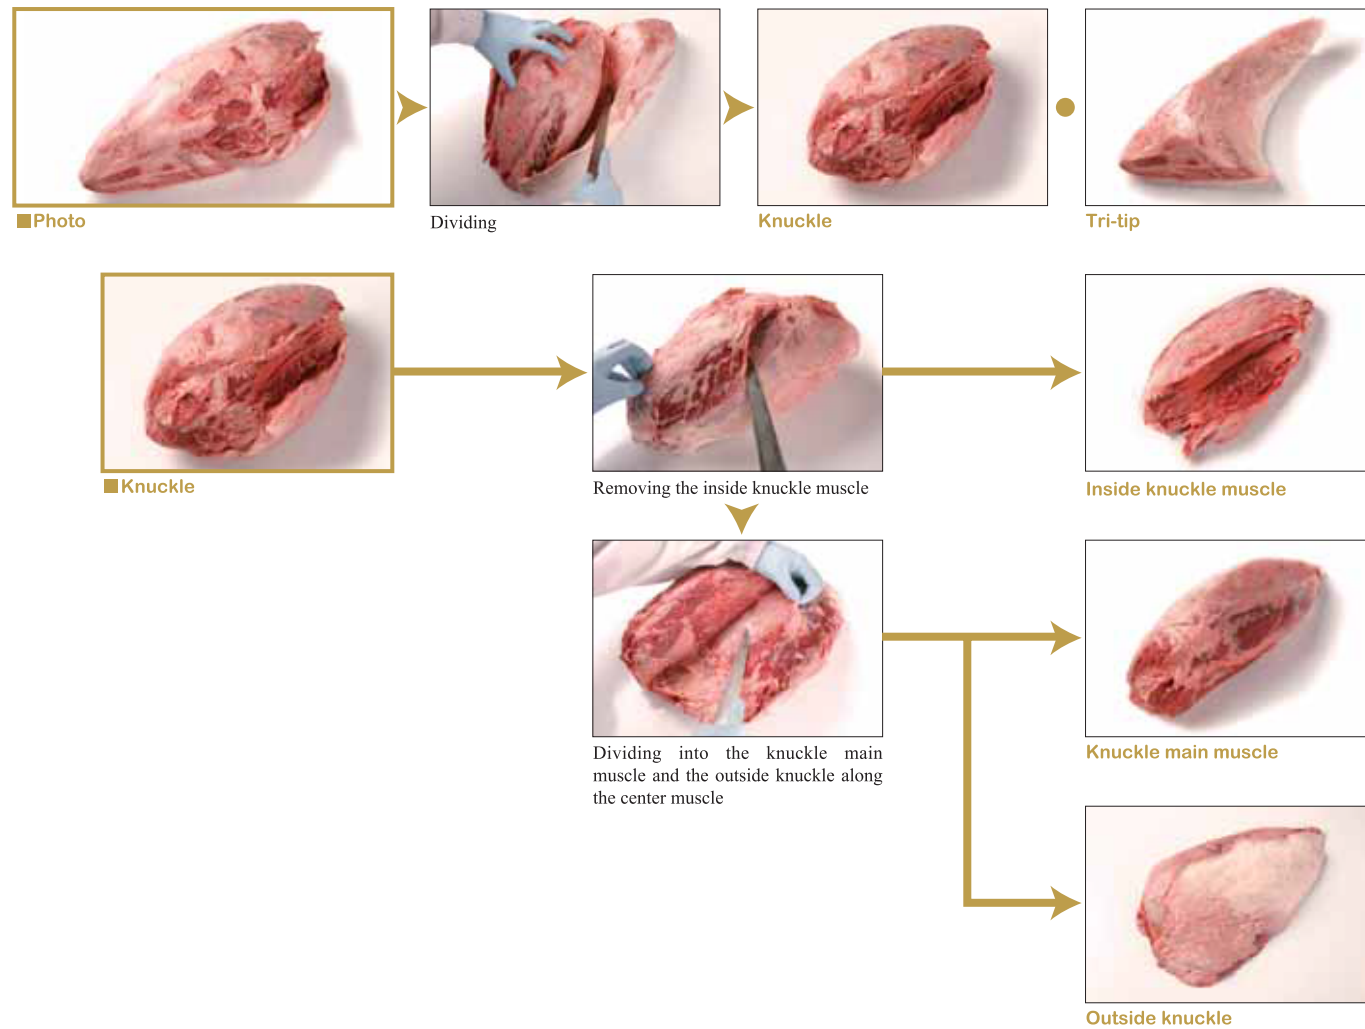 Photo
Dividing
Knuckle
Tri-tip
Knuckle
Removing the inside knuckle muscle
Inside knuckle muscle
Dividing into the knuckle main
muscle and the outside knuckle along
the center muscle
Knuckle main muscle
Outside knuckle